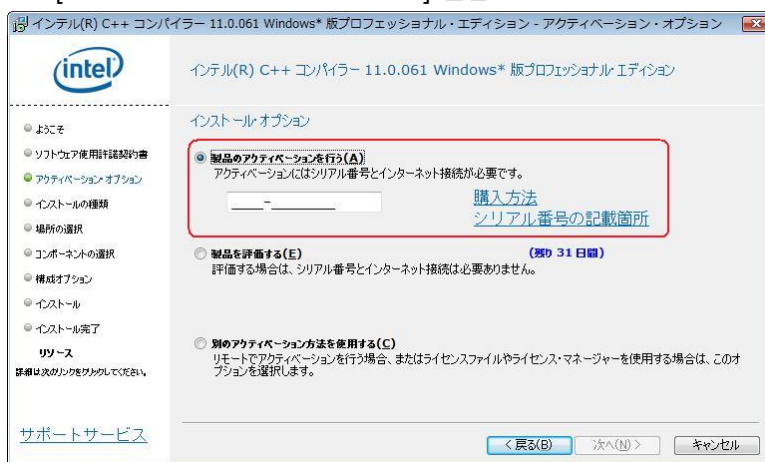 インテル(R) C++ コンパイラー 11.0.061 Windows* 版プロフェッショナル・エディション - アクティベーション・オプション
intel
インテル(R) C++ コンパイラー 11.0.061 Windows* 版プロフェッショナル・エディション
ようこそ
ソフトウェア使用許諾契約書
アクティベーション・オプション
インストールの種類
場所の選択
コンポーネントの選択
構成オプション
インストール
インストール完了
リソース
詳細は次のリンクをクリックしてください。
サポートサービス
インストール・オプション
製品のアクティベーションを行う(A)
アクティベーションにはシリアル番号とインターネット接続が必要です。
____-________
購入方法
シリアル番号の記載箇所
製品を評価する(E) (残り 31 日間)
評価する場合は、シリアル番号とインターネット接続は必要ありません。
別のアクティベーション方法を使用する(C)
リモートでアクティベーションを行う場合、またはライセンスファイルやライセンス・マネージャーを使用する場合は、このオ
プションを選択します。
< 戻る(B) 次へ(N) > キャンセル